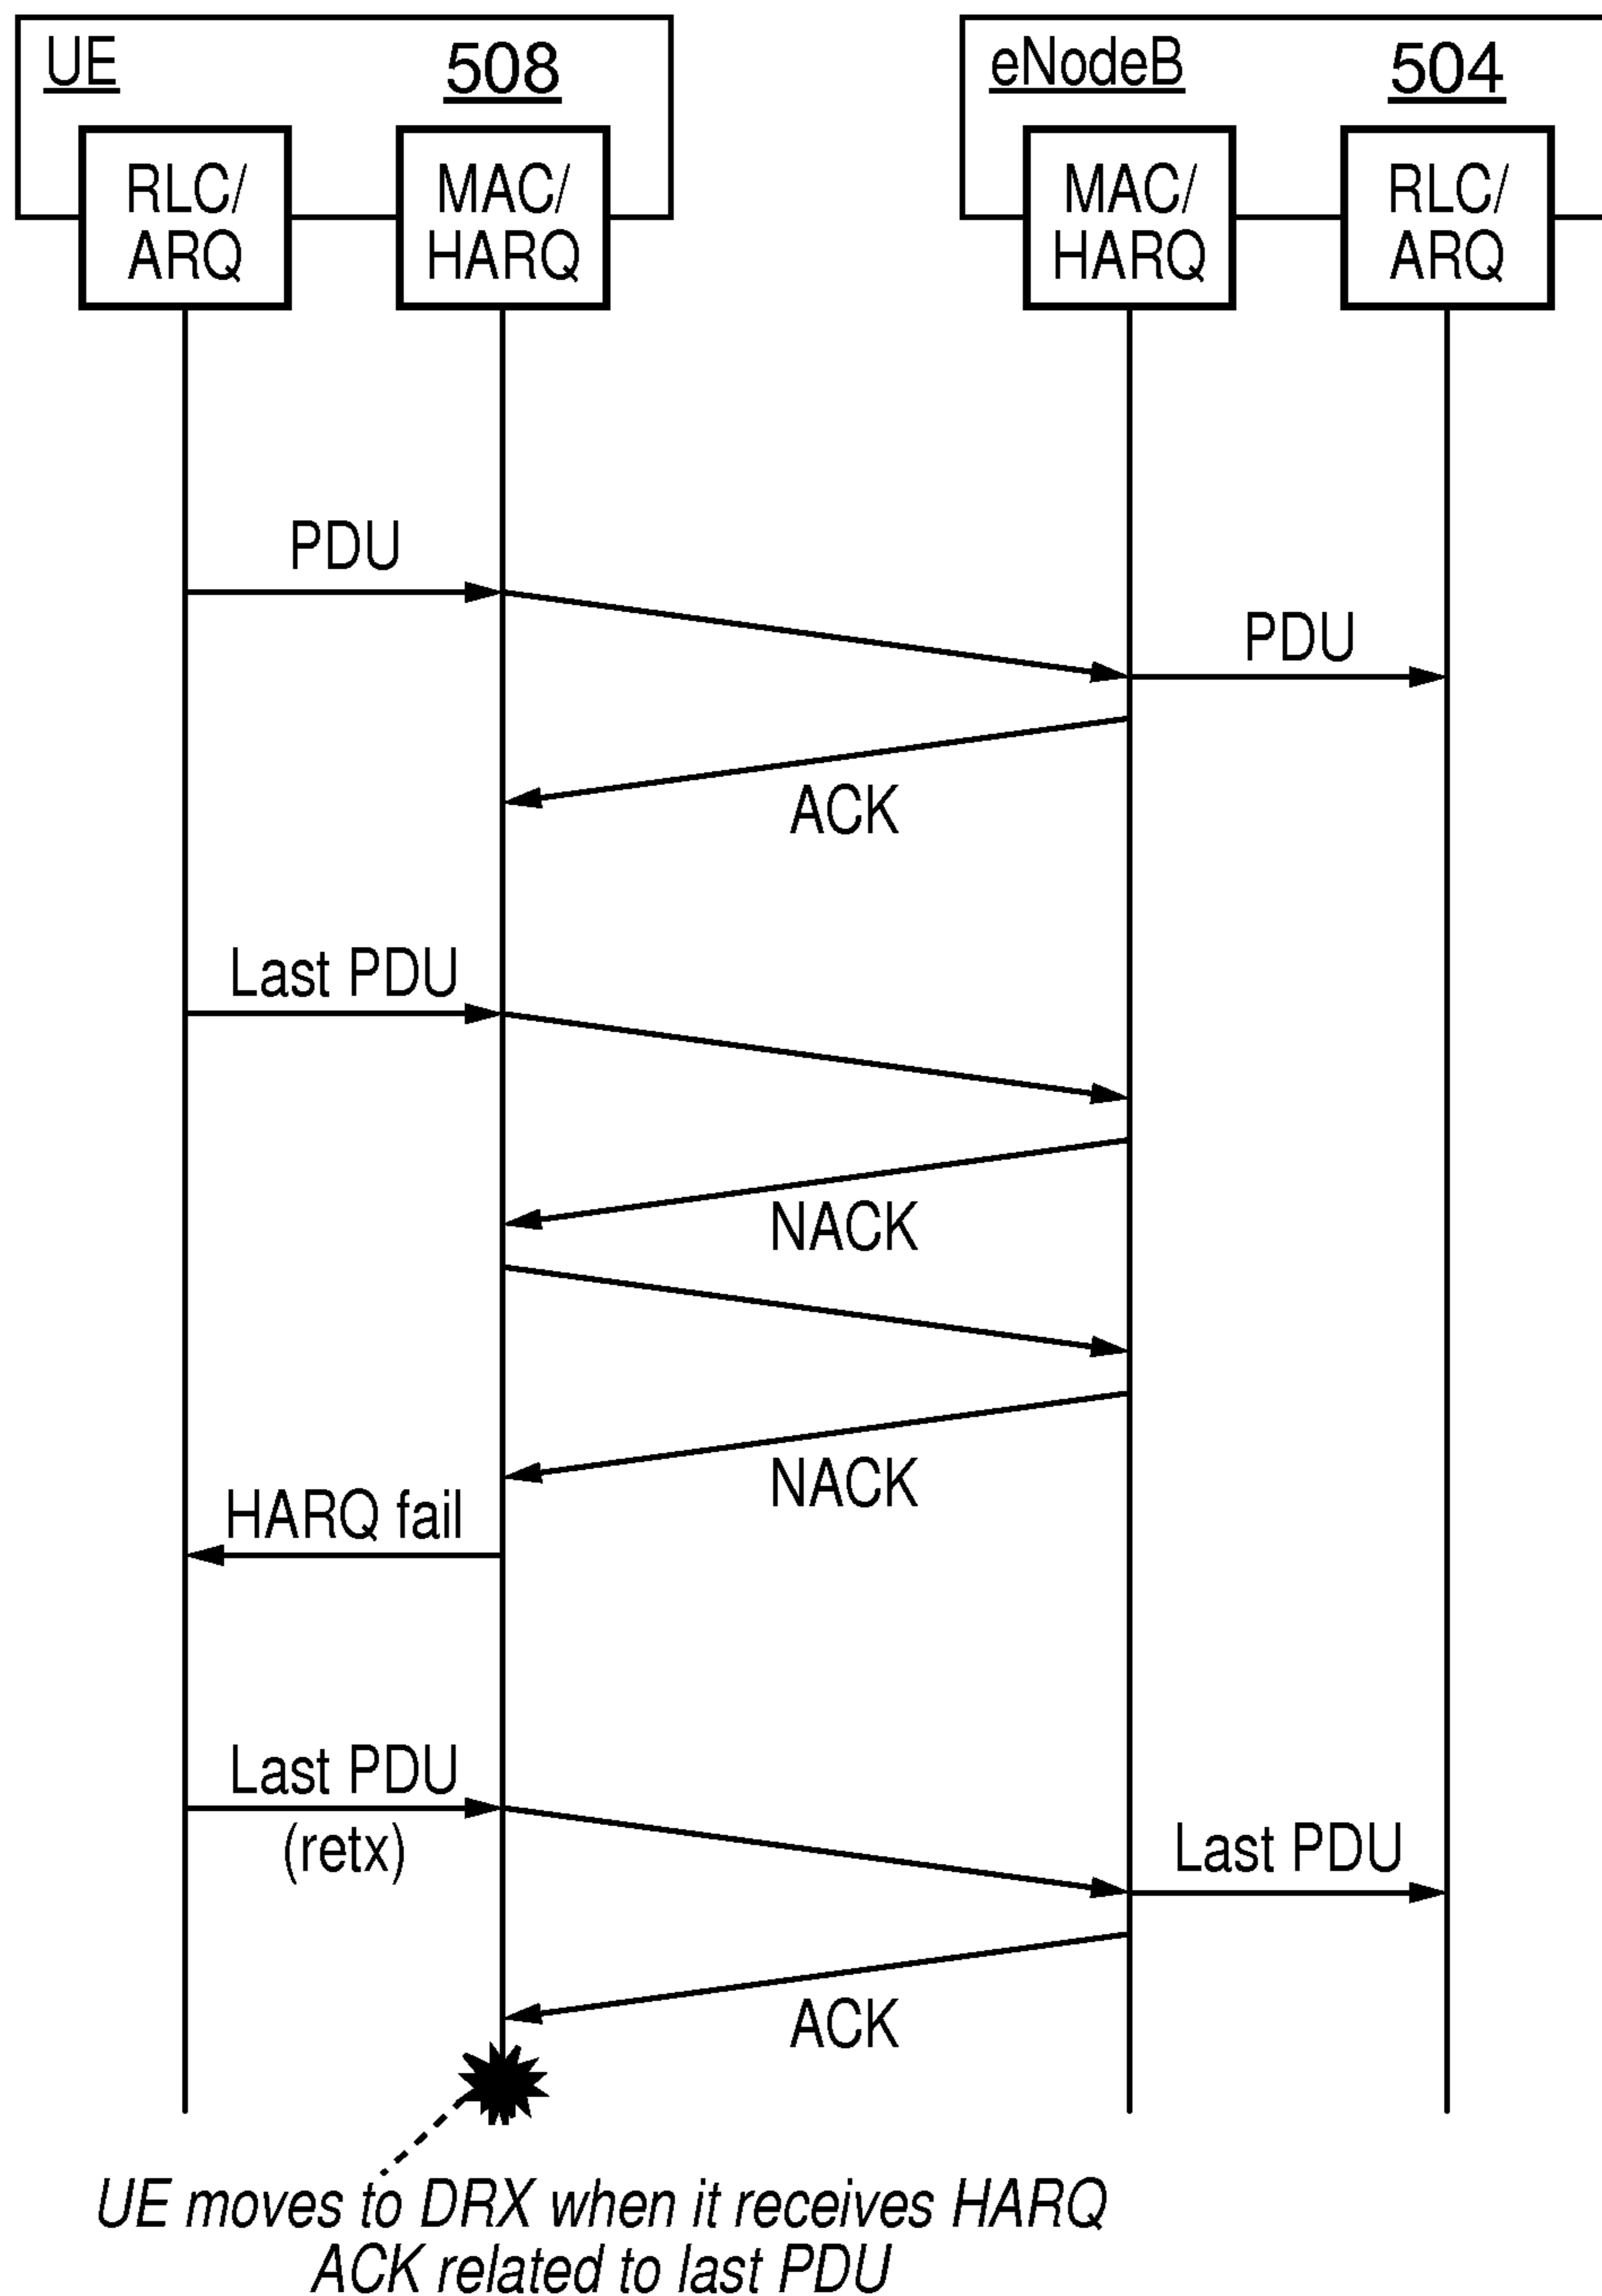 UE 508
eNodeB 504
RLC/
ARQ
MAC/
HARQ
MAC/
HARQ
RLC/
ARQ
PDU
PDU
ACK
Last PDU
NACK
NACK
HARQ fail
Last PDU
(retx)
Last PDU
ACK
UE moves to DRX when it receives HARQ
ACK related to last PDU